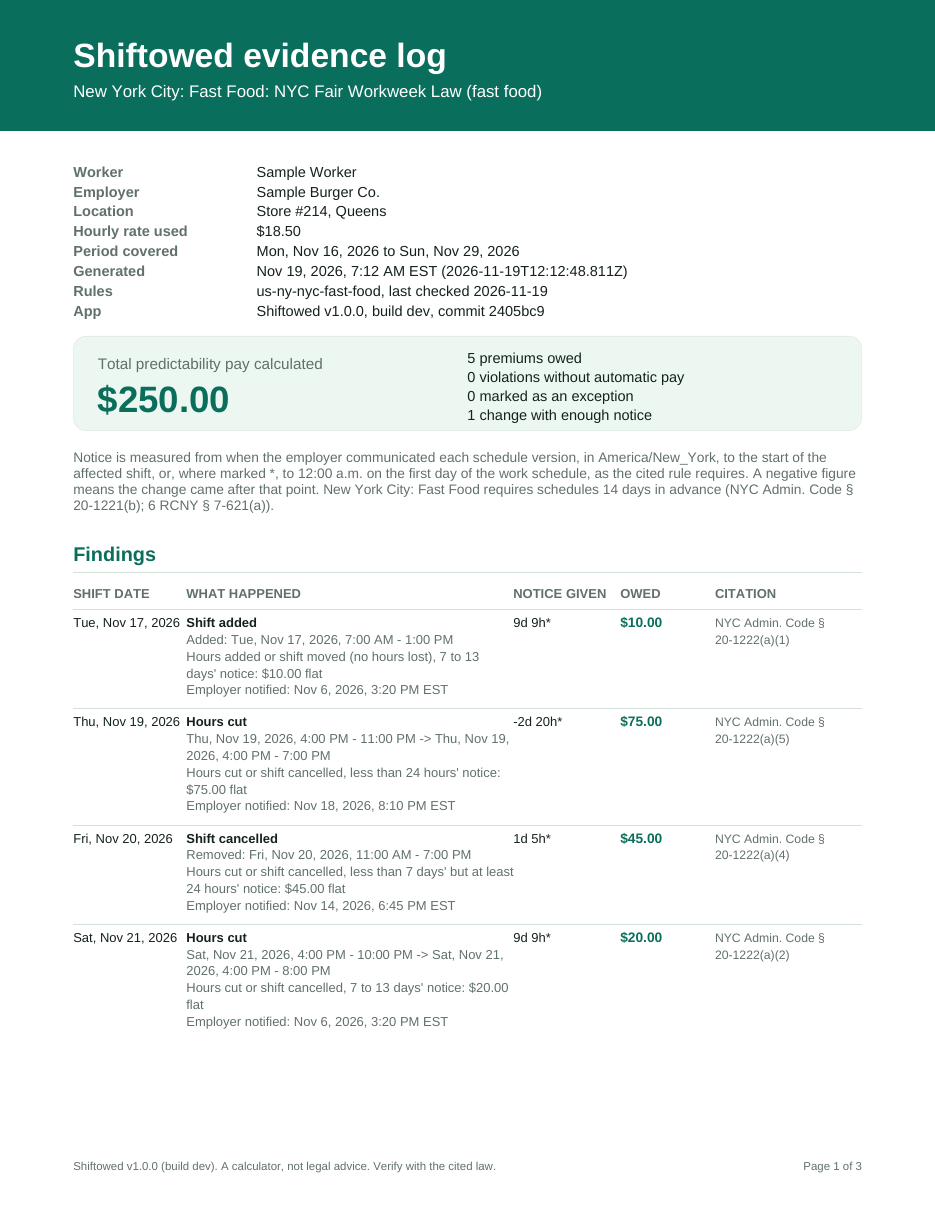 Shiftowed evidence log
New York City: Fast Food: NYC Fair Workweek Law (fast food)
Worker Sample Worker
Employer Sample Burger Co.
Location Store #214, Queens
Hourly rate used $18.50
Period covered Mon, Nov 16, 2026 to Sun, Nov 29, 2026
Generated Nov 19, 2026, 7:12 AM EST (2026-11-19T12:12:48.811Z)
Rules us-ny-nyc-fast-food, last checked 2026-11-19
App Shiftowed v1.0.0, build dev, commit 2405bc9
Total predictability pay calculated
$250.00
5 premiums owed
0 violations without automatic pay
0 marked as an exception
1 change with enough notice
Notice is measured from when the employer communicated each schedule version, in America/New_York, to the start of the
affected shift, or, where marked *, to 12:00 a.m. on the first day of the work schedule, as the cited rule requires. A negative figure
means the change came after that point. New York City: Fast Food requires schedules 14 days in advance (NYC Admin. Code §
20-1221(b); 6 RCNY § 7-621(a)).
Findings
SHIFT DATE WHAT HAPPENED NOTICE GIVEN OWED CITATION
Tue, Nov 17, 2026 Shift added 9d 9h* $10.00 NYC Admin. Code §
Added: Tue, Nov 17, 2026, 7:00 AM - 1:00 PM 20-1222(a)(1)
Hours added or shift moved (no hours lost), 7 to 13
days' notice: $10.00 flat
Employer notified: Nov 6, 2026, 3:20 PM EST
Thu, Nov 19, 2026 Hours cut -2d 20h* $75.00 NYC Admin. Code §
Thu, Nov 19, 2026, 4:00 PM - 11:00 PM -> Thu, Nov 19, 20-1222(a)(5)
2026, 4:00 PM - 7:00 PM
Hours cut or shift cancelled, less than 24 hours' notice:
$75.00 flat
Employer notified: Nov 18, 2026, 8:10 PM EST
Fri, Nov 20, 2026 Shift cancelled 1d 5h* $45.00 NYC Admin. Code §
Removed: Fri, Nov 20, 2026, 11:00 AM - 7:00 PM 20-1222(a)(4)
Hours cut or shift cancelled, less than 7 days' but at least
24 hours' notice: $45.00 flat
Employer notified: Nov 14, 2026, 6:45 PM EST
Sat, Nov 21, 2026 Hours cut 9d 9h* $20.00 NYC Admin. Code §
Sat, Nov 21, 2026, 4:00 PM - 10:00 PM -> Sat, Nov 21, 20-1222(a)(2)
2026, 4:00 PM - 8:00 PM
Hours cut or shift cancelled, 7 to 13 days' notice: $20.00
flat
Employer notified: Nov 6, 2026, 3:20 PM EST
Shiftowed v1.0.0 (build dev). A calculator, not legal advice. Verify with the cited law. Page 1 of 3